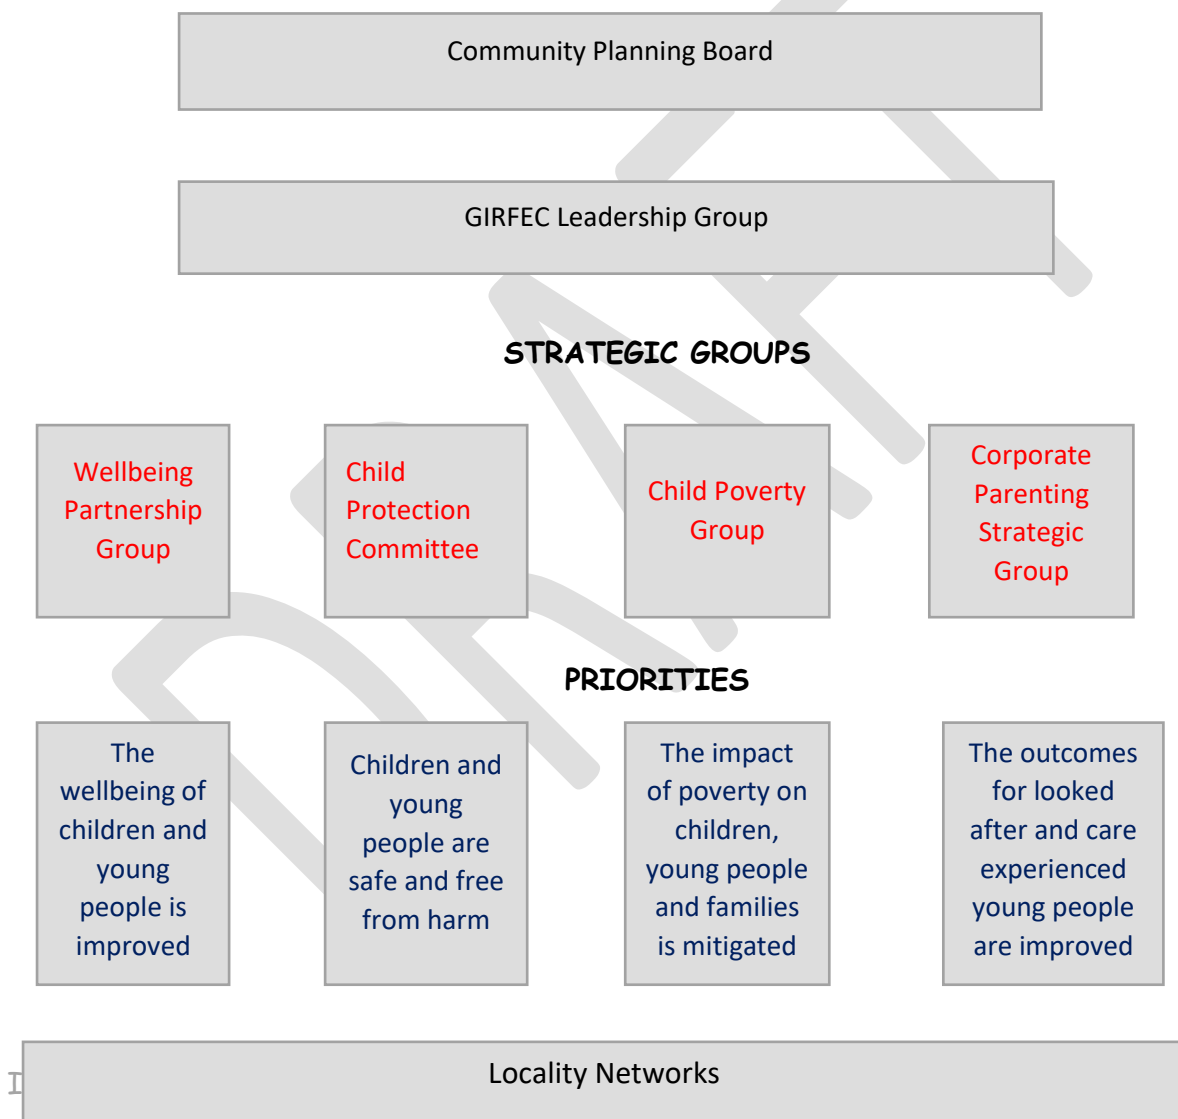 Community Planning Board
GIRFEC Leadership Group
STRATEGIC GROUPS
Wellbeing
Partnership
Group
Child
Protection
Committee
Child Poverty
Group
Corporate
Parenting
Strategic
Group
PRIORITIES
The
wellbeing of
children and
young
people is
improved
Children and
young
people are
safe and free
from harm
The impact
of poverty on
children,
young people
and families
is mitigated
The outcomes
for looked
after and care
experienced
young people
are improved
Locality Networks
DRAFT